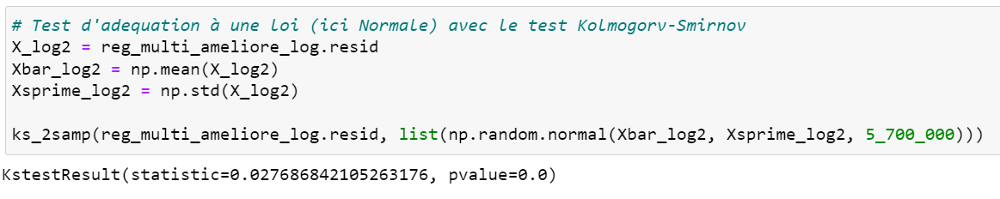 # Test d'adequation à une loi (ici Normale) avec le test Kolmogorv-Smirnov
X_log2 = reg_multi_ameliore_log.resid
Xbar_log2 = np.mean(X_log2)
Xsprime_log2 = np.std(X_log2)
ks_2samp(reg_multi_ameliore_log.resid, list(np.random.normal(Xbar_log2, Xsprime_log2, 5_700_000)))
KstestResult(statistic=0.027686842105263176, pvalue=0.0)